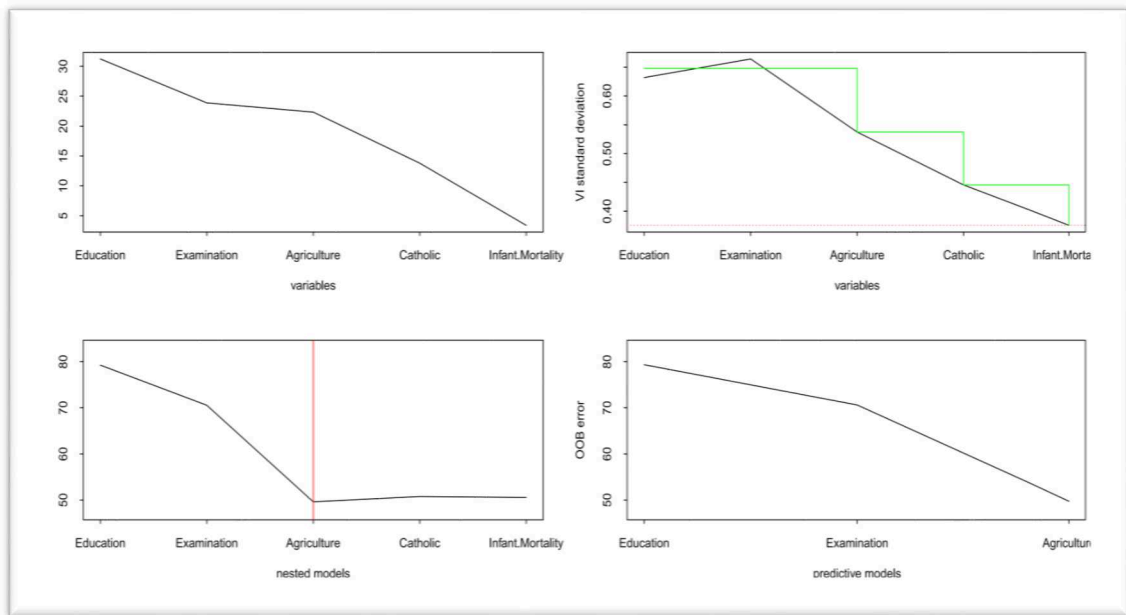 30
25
20
15
10
5
Education Examination Agriculture Catholic Infant.Mortality
variables
VI standard deviation
0.60
0.50
0.40
Education Examination Agriculture Catholic Infant.Morta
variables
80
70
60
50
Education Examination Agriculture Catholic Infant.Mortality
nested models
OOB error
80
70
60
50
Education Examination Agriculture
predictive models